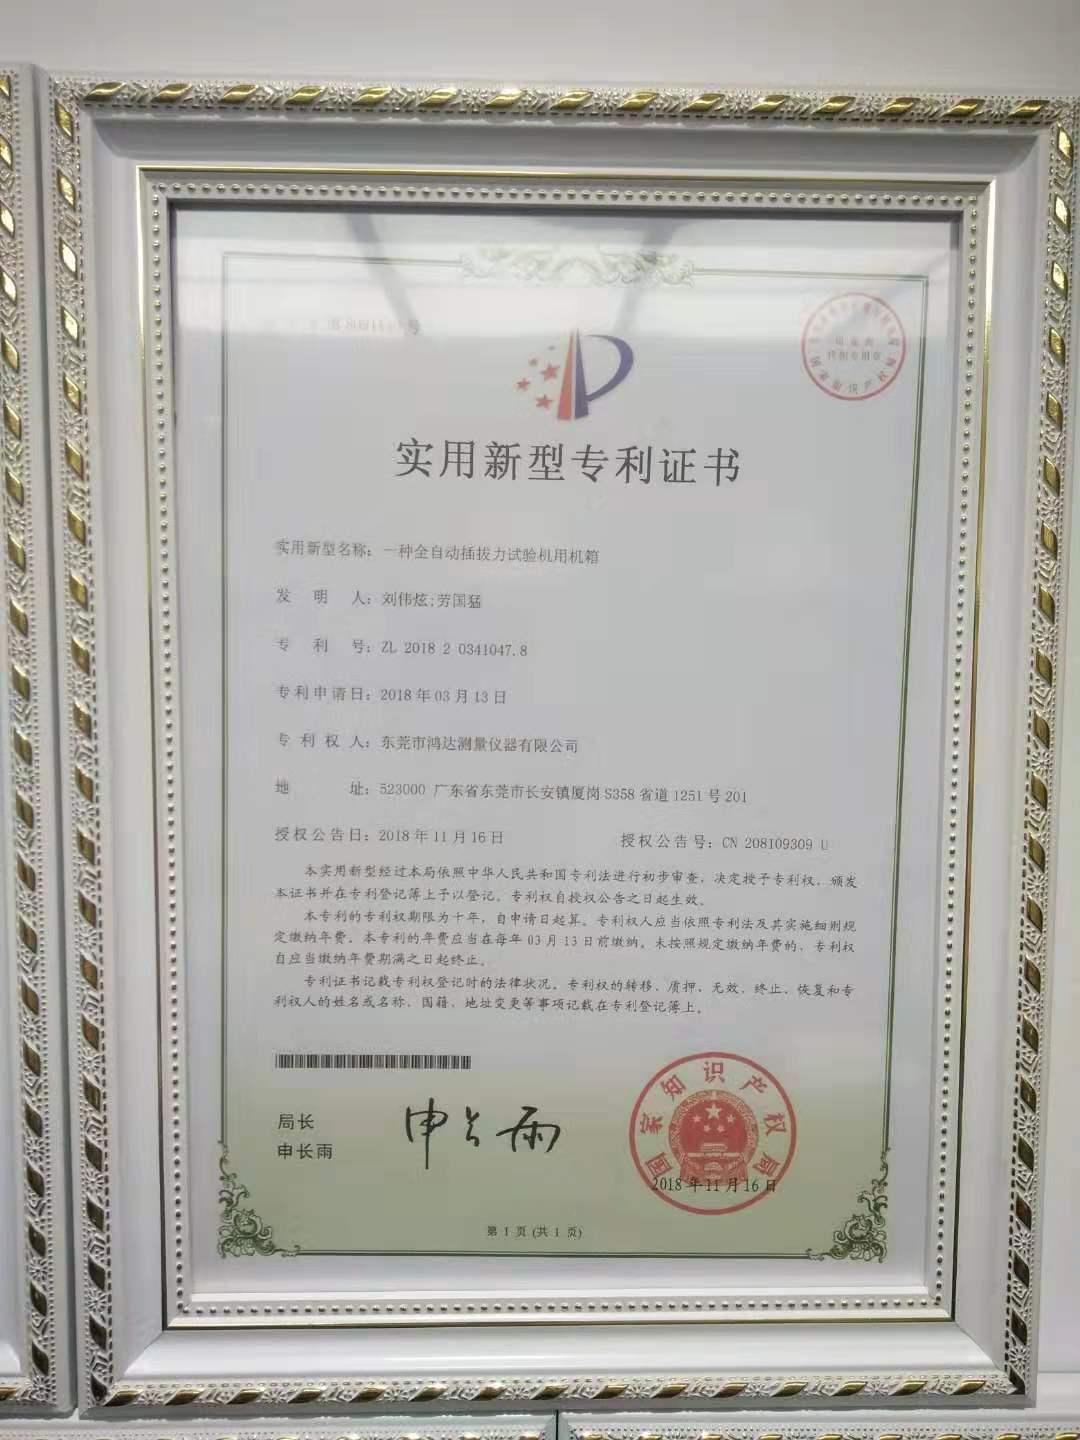 实用新型专利证书
实用新型名称：一种全自动插拔力试验机用机箱
发明人：刘伟炫;劳国猛
专利号：ZL 2018 2 0341047.8
专利申请日：2018年03月13日
专利权人：东莞市鸿达测量仪器有限公司
地址：523000 广东省东莞市长安镇厦岗S358省道1251号201
授权公告日：2018年11月16日 授权公告号：CN 208109309 U
本实用新型经过本局依照中华人民共和国专利法进行初步审查，决定授予专利权，颁发
本证书并在专利登记簿上予以登记。专利权自授权公告之日起生效。
本专利的专利权期限为十年，自申请日起算。专利权人应当依照专利法及其实施细则规
定缴纳年费。本专利的年费应当在每年03月13日前缴纳。未按照规定缴纳年费的，专利权
自应当缴纳年费期满之日起终止。
专利证书记载专利权登记时的法律状况。专利权的转移、质押、无效、终止、恢复和专
利权人的姓名或名称、国籍、地址变更等事项记载在专利登记簿上。
局长
申长雨
申长雨
国家知识产权局
2018年11月16日
第 1 页 (共 1 页)